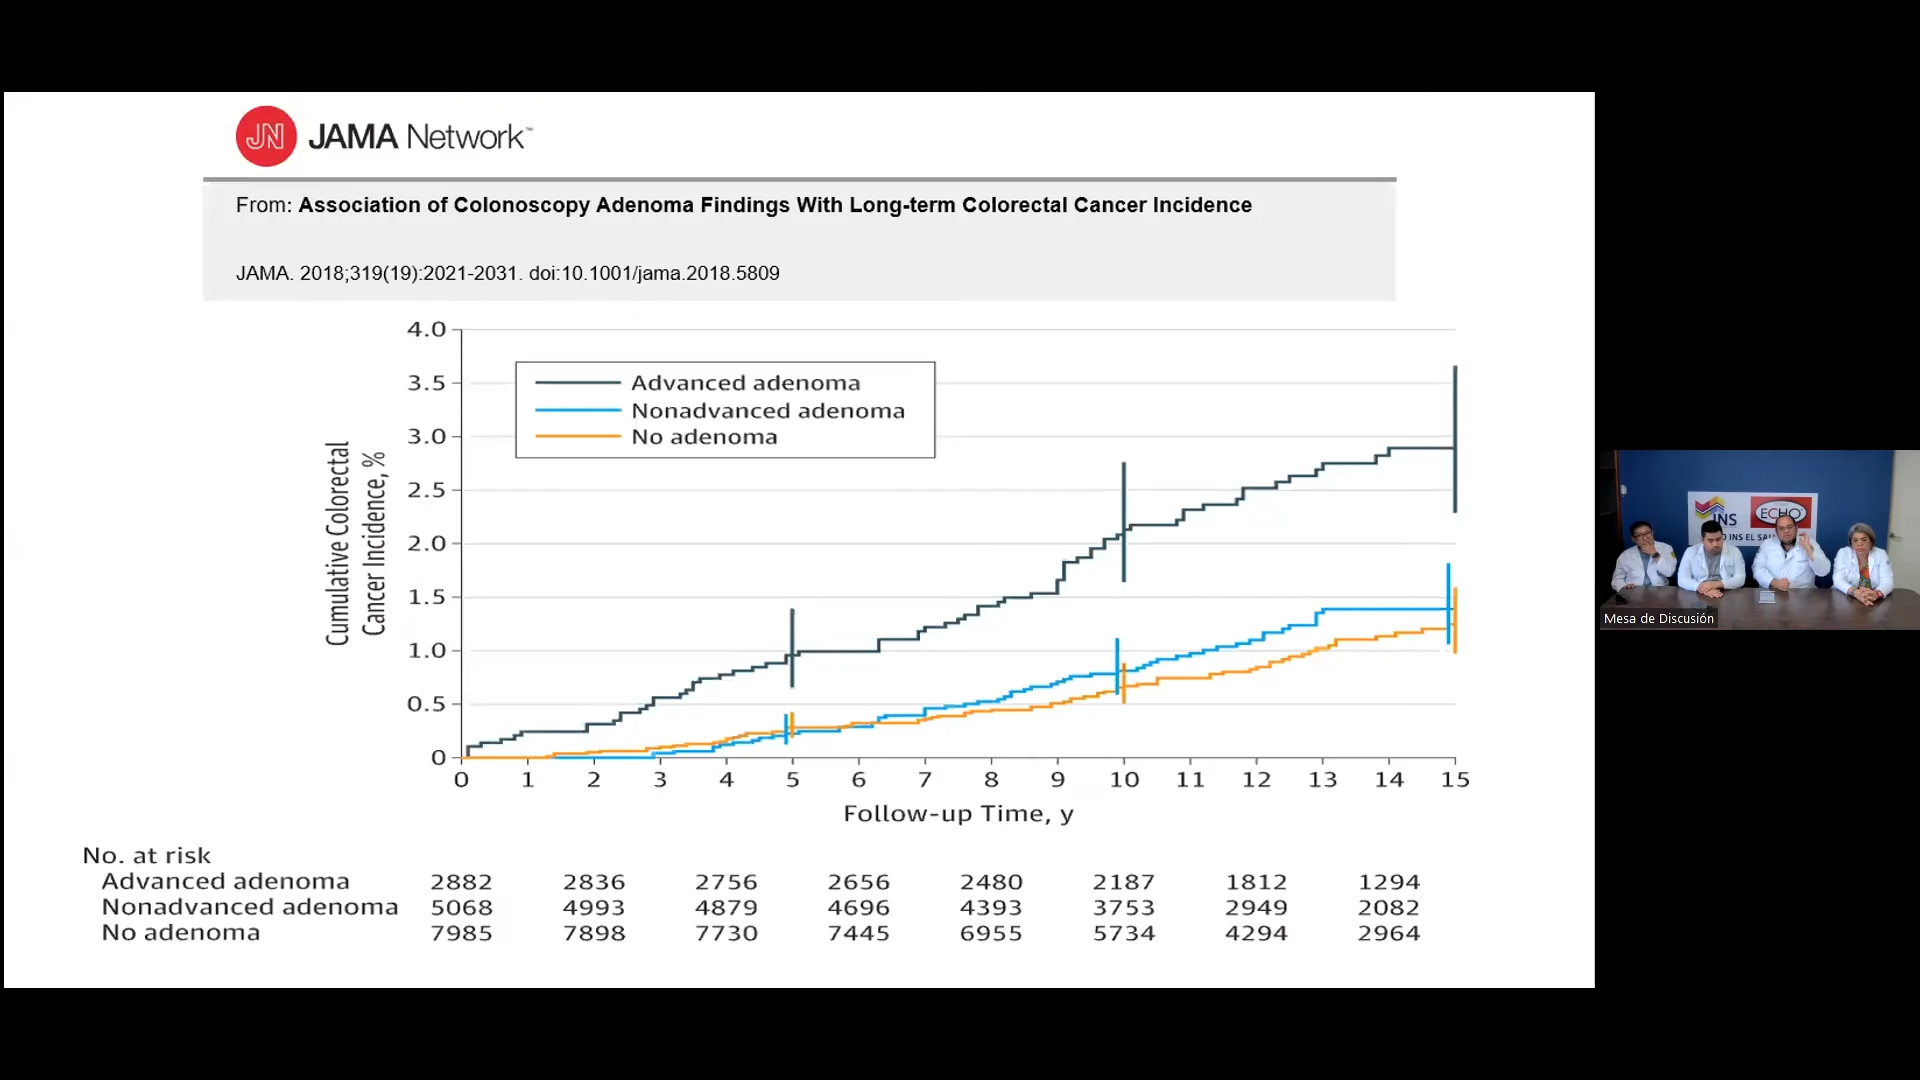 JN JAMA Network™
From: Association of Colonoscopy Adenoma Findings With Long-term Colorectal Cancer Incidence
JAMA. 2018;319(19):2021-2031. doi:10.1001/jama.2018.5809
Cumulative Colorectal
Cancer Incidence, %
4.0
3.5
3.0
2.5
2.0
1.5
1.0
0.5
0
Advanced adenoma
Nonadvanced adenoma
No adenoma
0 1 2 3 4 5 6 7 8 9 10 11 12 13 14 15
Follow-up Time, y
No. at risk
Advanced adenoma 2882 2836 2756 2656 2480 2187 1812 1294
Nonadvanced adenoma 5068 4993 4879 4696 4393 3753 2949 2082
No adenoma 7985 7898 7730 7445 6955 5734 4294 2964
INS
ECHO
INS EL
Mesa de Discusión